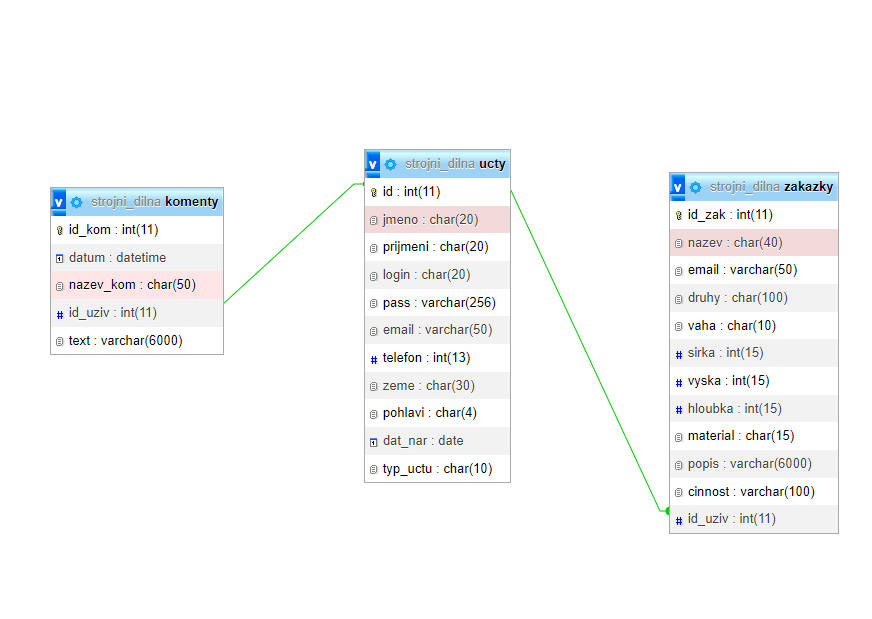 v strojni_dilna komenty
id_kom : int(11)
datum : datetime
nazev_kom : char(50)
# id_uziv : int(11)
text : varchar(6000)
v strojni_dilna ucty
id : int(11)
jmeno : char(20)
prijmeni : char(20)
login : char(20)
pass : varchar(256)
email : varchar(50)
# telefon : int(13)
zeme : char(30)
pohlavi : char(4)
dat_nar : date
typ_uctu : char(10)
v strojni_dilna zakazky
id_zak : int(11)
nazev : char(40)
email : varchar(50)
druhy : char(100)
vaha : char(10)
# sirka : int(15)
# vyska : int(15)
# hloubka : int(15)
material : char(15)
popis : varchar(6000)
cinnost : varchar(100)
# id_uziv : int(11)